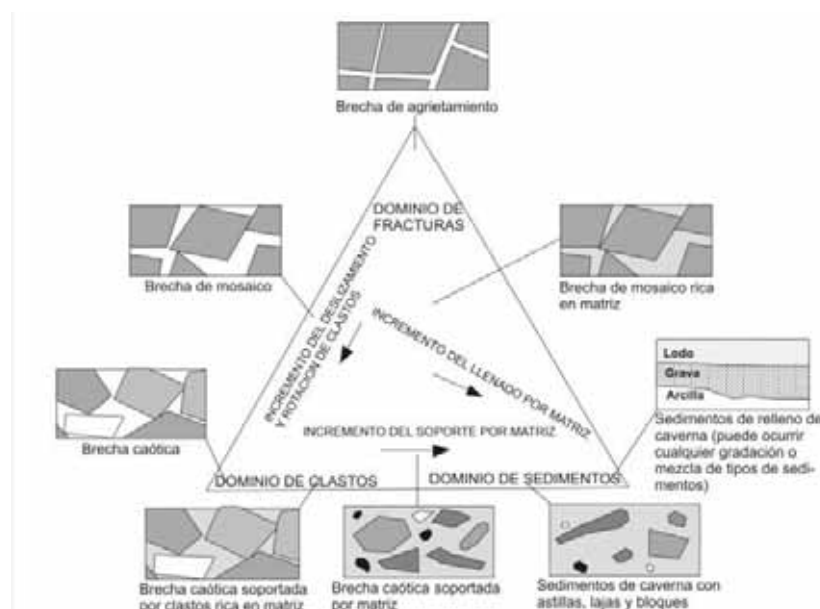 Brecha de agrietamiento
DOMINIO DE
FRACTURAS
Brecha de mosaico
Brecha de mosaico rica
en matriz
INCREMENTO DEL DESLIZAMIENTO
Y ROTACION DE CLASTOS
INCREMENTO DEL LLENADO POR MATRIZ
Lodo
Grava
Arcilla
Sedimentos de relleno de
caverna (puede ocurrir
cualquier gradación o
mezcla de tipos de sedi-
mentos)
Brecha caótica
INCREMENTO DEL SOPORTE POR MATRIZ
DOMINIO DE CLASTOS
DOMINIO DE SEDIMENTOS
Brecha caótica soportada
por clastos rica en matriz
Brecha caótica soportada
por matriz
Sedimentos de caverna con
astillas, lajas y bloques